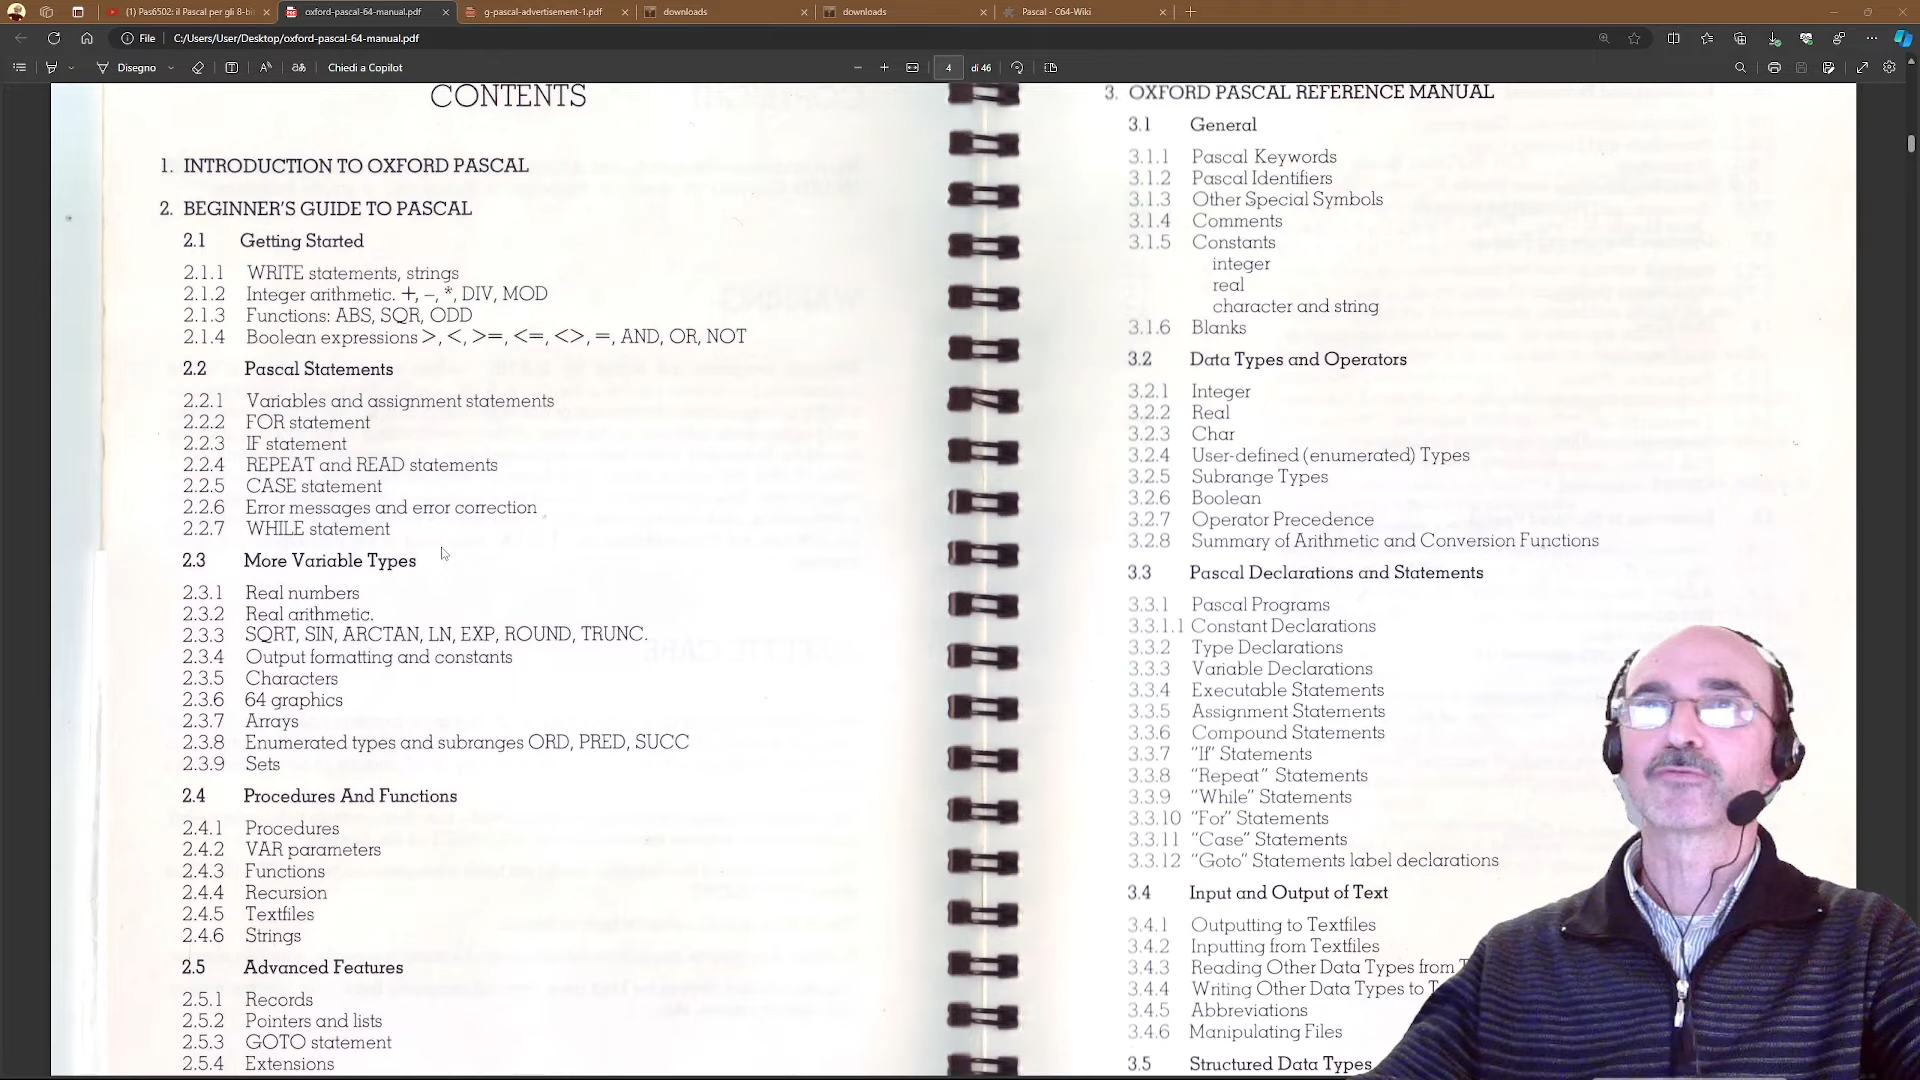 (1) Pas6502: il Pascal per gli 8-bi
oxford-pascal-64-manual.pdf
g-pascal-advertisement-1.pdf
downloads
downloads
Pascal - C64-Wiki
File
C:/Users/User/Desktop/oxford-pascal-64-manual.pdf
Disegno
Chiedi a Copilot
4
di 46
CONTENTS
1. INTRODUCTION TO OXFORD PASCAL
2. BEGINNER'S GUIDE TO PASCAL
2.1 Getting Started
2.1.1 WRITE statements, strings
2.1.2 Integer arithmetic. +, –, *, DIV, MOD
2.1.3 Functions: ABS, SQR, ODD
2.1.4 Boolean expressions >, <, >=, <=, <>, =, AND, OR, NOT
2.2 Pascal Statements
2.2.1 Variables and assignment statements
2.2.2 FOR statement
2.2.3 IF statement
2.2.4 REPEAT and READ statements
2.2.5 CASE statement
2.2.6 Error messages and error correction
2.2.7 WHILE statement
2.3 More Variable Types
2.3.1 Real numbers
2.3.2 Real arithmetic.
2.3.3 SQRT, SIN, ARCTAN, LN, EXP, ROUND, TRUNC.
2.3.4 Output formatting and constants
2.3.5 Characters
2.3.6 64 graphics
2.3.7 Arrays
2.3.8 Enumerated types and subranges ORD, PRED, SUCC
2.3.9 Sets
2.4 Procedures And Functions
2.4.1 Procedures
2.4.2 VAR parameters
2.4.3 Functions
2.4.4 Recursion
2.4.5 Textfiles
2.4.6 Strings
2.5 Advanced Features
2.5.1 Records
2.5.2 Pointers and lists
2.5.3 GOTO statement
2.5.4 Extensions
3. OXFORD PASCAL REFERENCE MANUAL
3.1 General
3.1.1 Pascal Keywords
3.1.2 Pascal Identifiers
3.1.3 Other Special Symbols
3.1.4 Comments
3.1.5 Constants
integer
real
character and string
3.1.6 Blanks
3.2 Data Types and Operators
3.2.1 Integer
3.2.2 Real
3.2.3 Char
3.2.4 User-defined (enumerated) Types
3.2.5 Subrange Types
3.2.6 Boolean
3.2.7 Operator Precedence
3.2.8 Summary of Arithmetic and Conversion Functions
3.3 Pascal Declarations and Statements
3.3.1 Pascal Programs
3.3.1.1 Constant Declarations
3.3.2 Type Declarations
3.3.3 Variable Declarations
3.3.4 Executable Statements
3.3.5 Assignment Statements
3.3.6 Compound Statements
3.3.7 "If" Statements
3.3.8 "Repeat" Statements
3.3.9 "While" Statements
3.3.10 "For" Statements
3.3.11 "Case" Statements
3.3.12 "Goto" Statements label declarations
3.4 Input and Output of Text
3.4.1 Outputting to Textfiles
3.4.2 Inputting from Textfiles
3.4.3 Reading Other Data Types from
3.4.4 Writing Other Data Types to
3.4.5 Abbreviations
3.4.6 Manipulating Files
3.5 Structured Data Types